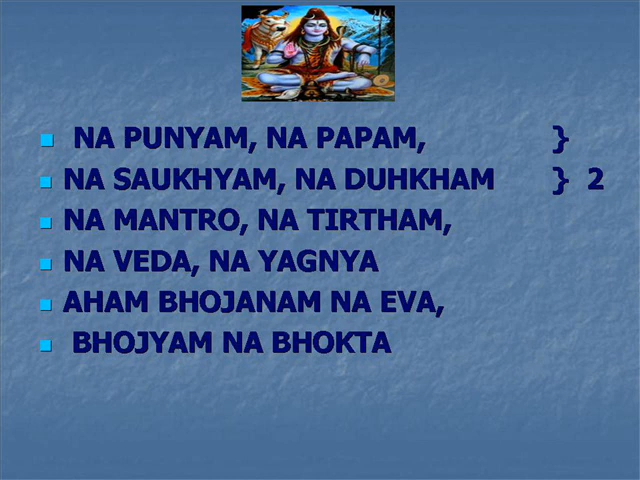 NA PUNYAM, NA PAPAM, }
NA SAUKHYAM, NA DUHKHAM } 2
NA MANTRO, NA TIRTHAM,
NA VEDA, NA YAGNYA
AHAM BHOJANAM NA EVA,
BHOJYAM NA BHOKTA